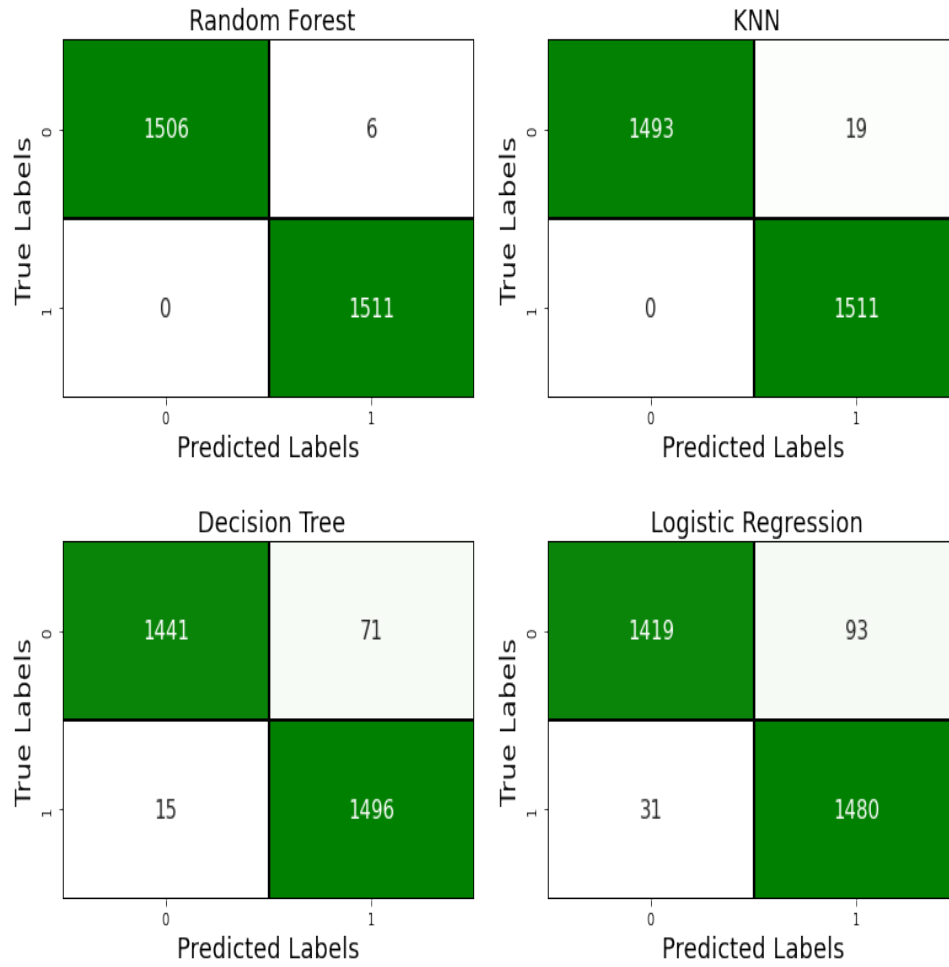 Random Forest
True Labels
0
1506
6
1
0
1511
0
1
Predicted Labels
KNN
True Labels
0
1493
19
1
0
1511
0
1
Predicted Labels
Decision Tree
True Labels
0
1441
71
1
15
1496
0
1
Predicted Labels
Logistic Regression
True Labels
0
1419
93
1
31
1480
0
1
Predicted Labels